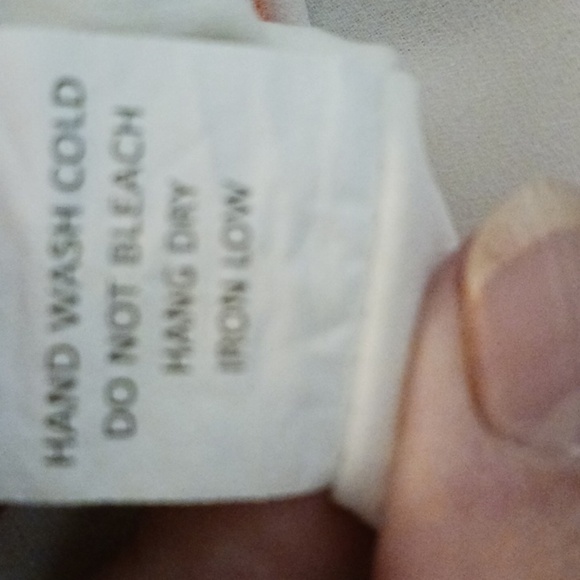 HAND WASH COLD
DO NOT BLEACH
HANG DRY
IRON LOW